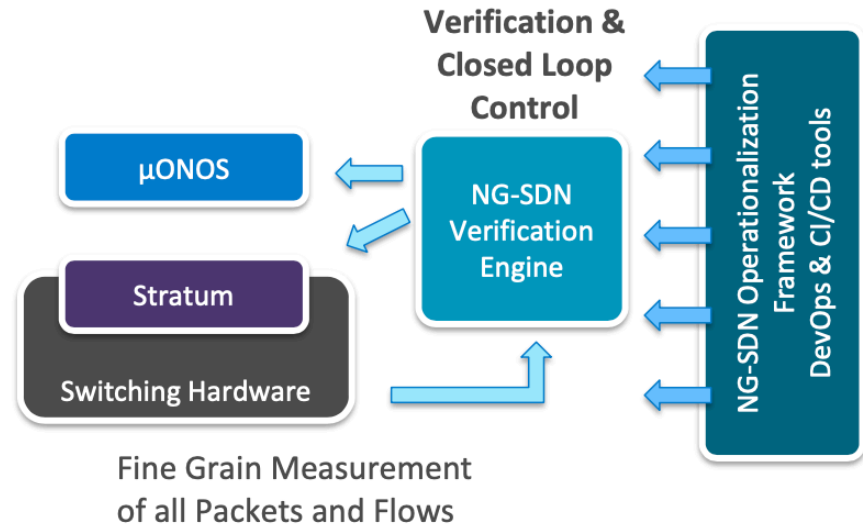 Verification &
Closed Loop
Control
µONOS
NG-SDN
Verification
Engine
Stratum
Switching Hardware
Fine Grain Measurement
of all Packets and Flows
NG-SDN Operationalization
Framework
DevOps & CI/CD tools